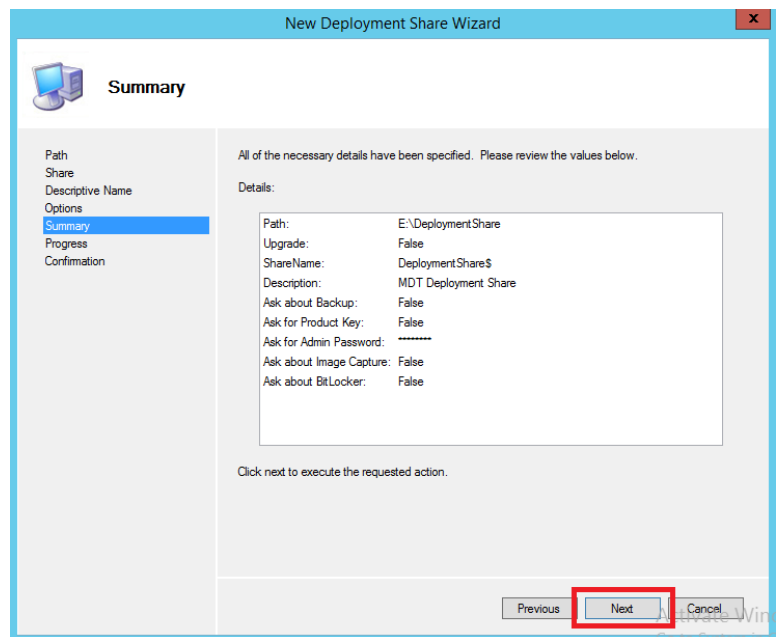 New Deployment Share Wizard
x
Summary
Path
Share
Descriptive Name
Options
Summary
Progress
Confirmation
All of the necessary details have been specified. Please review the values below.
Details:
Path: E:\DeploymentShare
Upgrade: False
ShareName: DeploymentShare$
Description: MDT Deployment Share
Ask about Backup: False
Ask for Product Key: False
Ask for Admin Password: ********
Ask about Image Capture: False
Ask about BitLocker: False
Click next to execute the requested action.
Previous Next Cancel
Activate Win